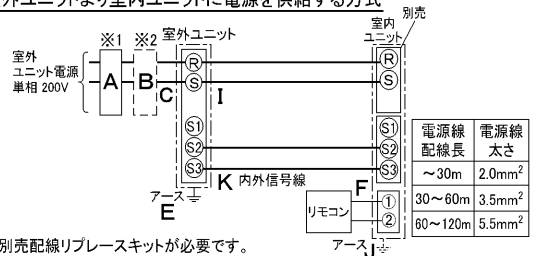 外ユニットより室内ユニットに電源を供給する方式
別売
※1 ※2 室外ユニット
室内
ユニット
室外
ユニット電源
単相 200V
A
B
C
R
S
I
R
S
S1
S2
S3
S1
S2
S3
K 内外信号線
アース
E
F
リモコン
①
②
アース
J
電源線
配線長
電源線
太さ
～30m 2.0mm²
30～60m 3.5mm²
60～120m 5.5mm²
別売配線リプレースキットが必要です。